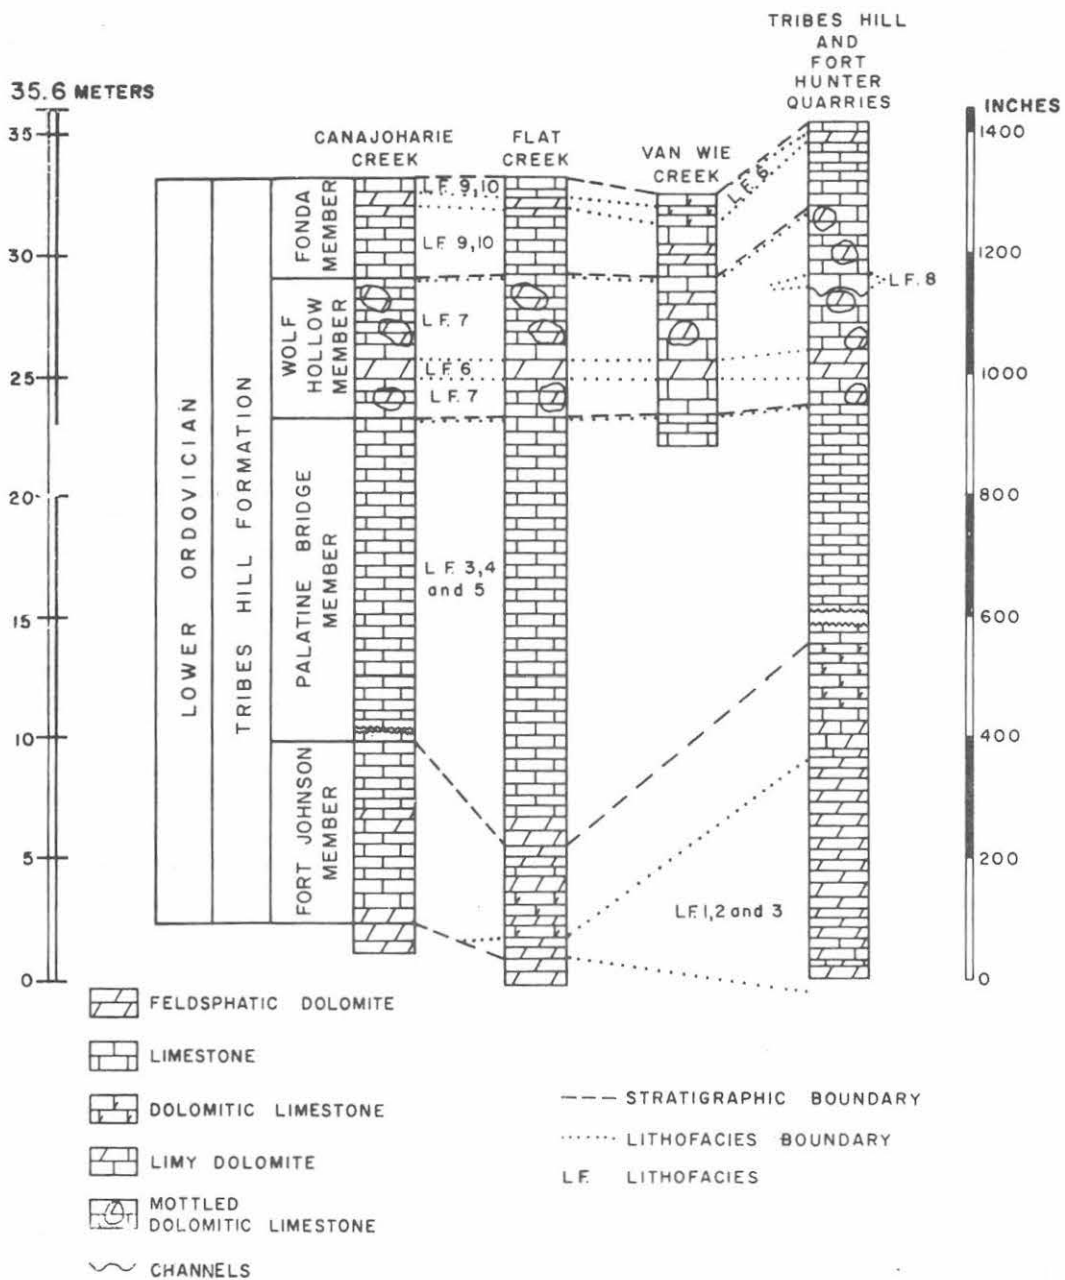 TRIBES HILL
AND
FORT
HUNTER
QUARRIES
35.6 METERS
INCHES
CANAJOHARIE
CREEK
FLAT
CREEK
VAN WIE
CREEK
35
30
25
20
15
10
5
0
1400
1200
1000
800
600
400
200
0
LOWER ORDOVICIAN
TRIBES HILL FORMATION
FONDA
MEMBER
WOLF
HOLLOW
MEMBER
PALATINE BRIDGE
MEMBER
FORT JOHNSON
MEMBER
L.F. 9,10
L.F. 9,10
L.F. 7
L.F. 6
L.F. 7
L.F. 3,4
and 5
L.F. 6
L.F. 8
L.F. 1,2 and 3
FELDSPHATIC DOLOMITE
LIMESTONE
DOLOMITIC LIMESTONE
LIMY DOLOMITE
MOTTLED
DOLOMITIC LIMESTONE
CHANNELS
STRATIGRAPHIC BOUNDARY
LITHOFACIES BOUNDARY
L.F. LITHOFACIES